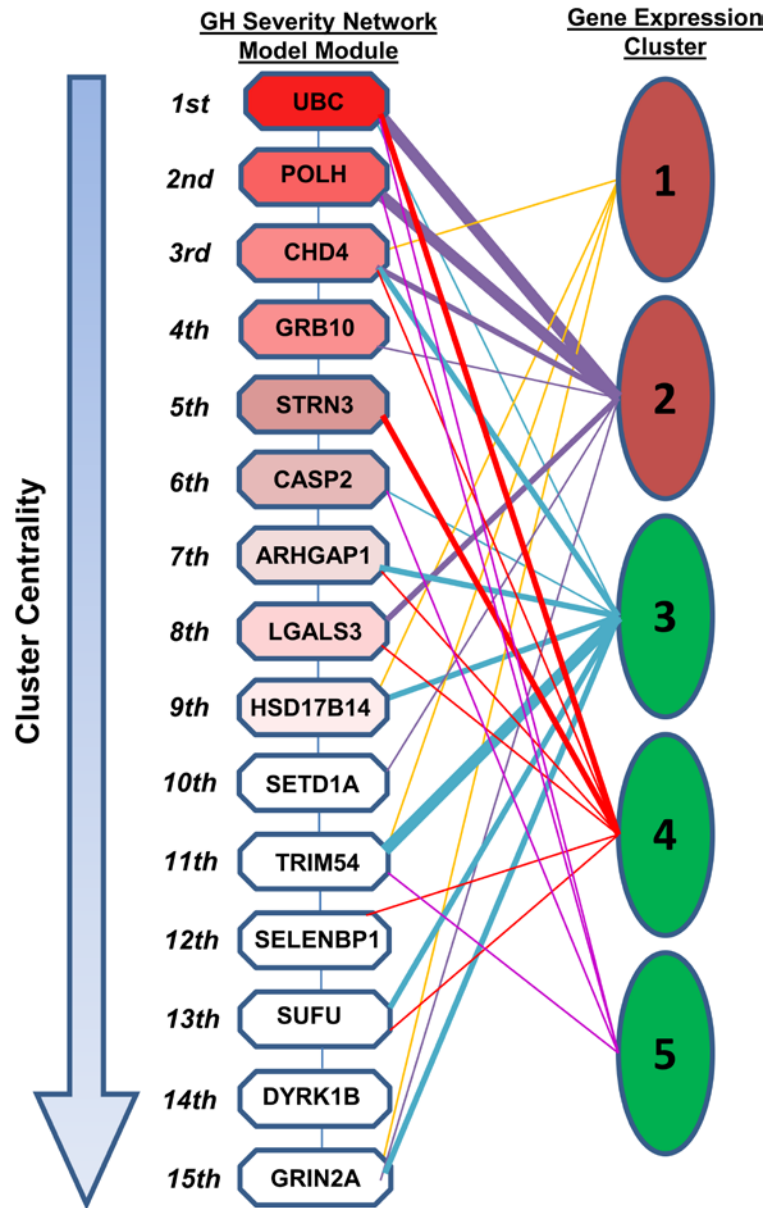 GH Severity Network
Model Module
Gene Expression
Cluster
Cluster Centrality
1st
UBC
2nd
POLH
3rd
CHD4
4th
GRB10
5th
STRN3
6th
CASP2
7th
ARHGAP1
8th
LGALS3
9th
HSD17B14
10th
SETD1A
11th
TRIM54
12th
SELENBP1
13th
SUFU
14th
DYRK1B
15th
GRIN2A
1
2
3
4
5